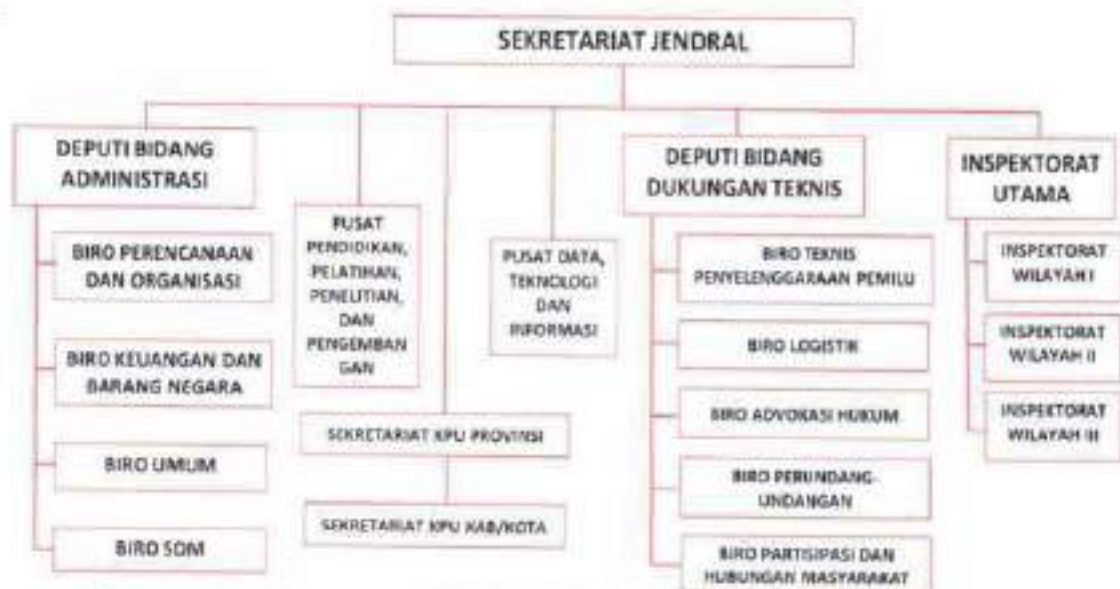 SEKRETARIAT JENDRAL
DEPUTI BIDANG
ADMINISTRASI
BIRO PERENCANAAN
DAN ORGANISASI
BIRO KEUANGAN DAN
BARANG NEGARA
BIRO UMUM
BIRO SDM
PUSAT
PENDIDIKAN,
PELATIHAN,
PENELITIAN,
DAN
PENGEMBAN
GAN
SEKRETARIAT KPU PROVINSI
SEKRETARIAT KPU KAB/KOTA
PUSAT DATA,
TEKNOLOGI
DAN
INFORMASI
DEPUTI BIDANG
DUKUNGAN TEKNIS
BIRO TEKNIS
PENYELENGGARAAN PEMILU
BIRO LOGISTIK
BIRO ADVOKASI HUKUM
BIRO PERUNDANG-
UNDANGAN
BIRO PARTISIPASI DAN
HUBUNGAN MASYARAKAT
INSPEKTORAT
UTAMA
INSPEKTORAT
WILAYAH I
INSPEKTORAT
WILAYAH II
INSPEKTORAT
WILAYAH III